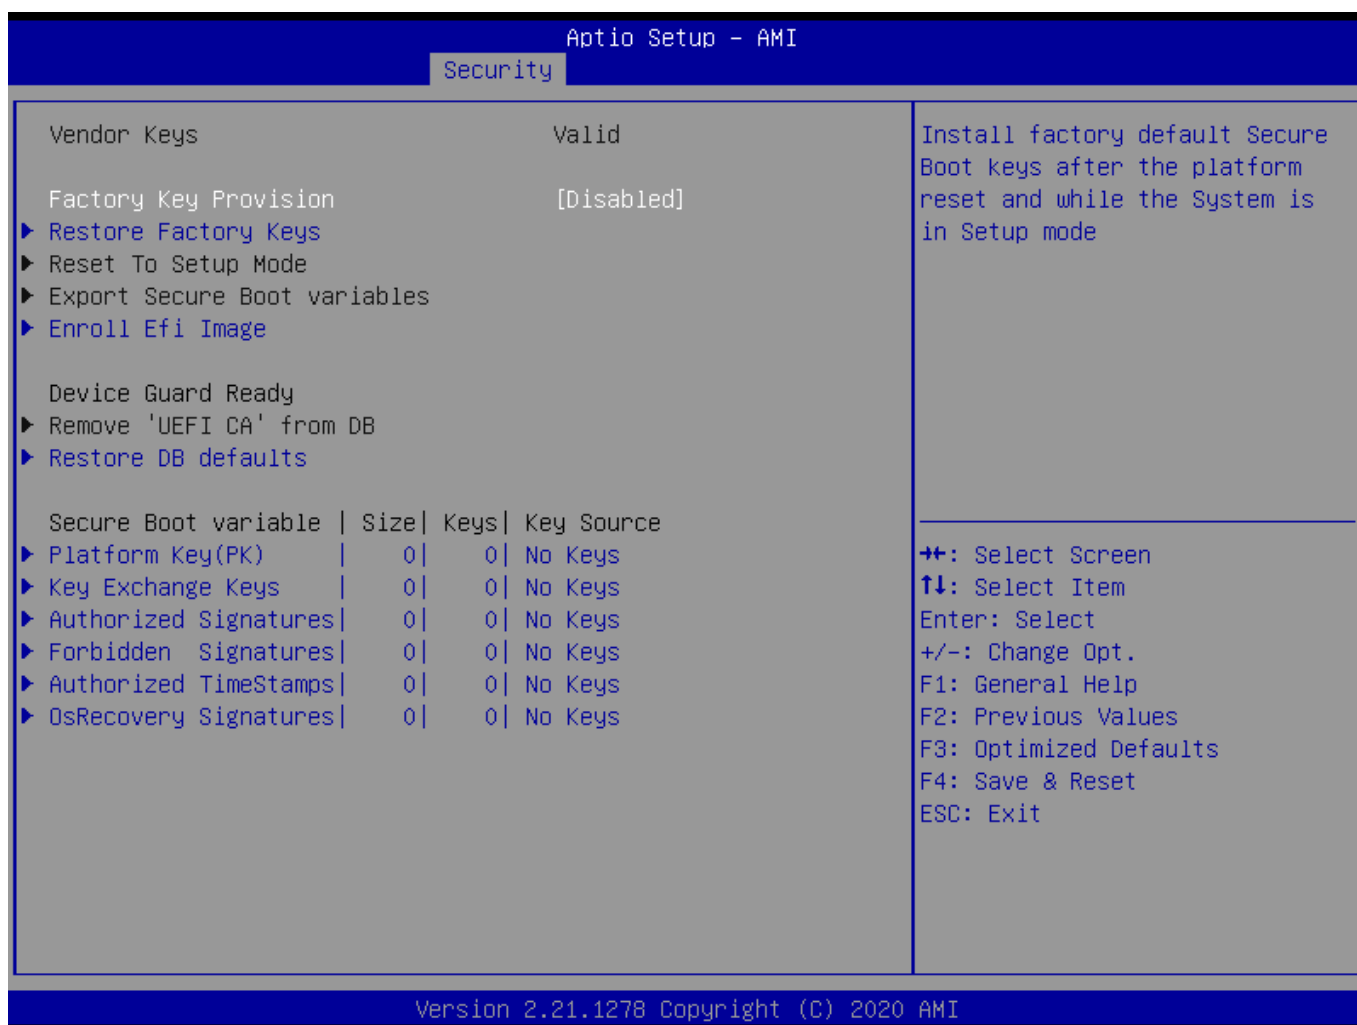 Aptio Setup – AMI
Security
Vendor Keys Valid
Factory Key Provision [Disabled]
▶ Restore Factory Keys
▶ Reset To Setup Mode
▶ Export Secure Boot variables
▶ Enroll Efi Image
Device Guard Ready
▶ Remove 'UEFI CA' from DB
▶ Restore DB defaults
Secure Boot variable | Size| Keys| Key Source
▶ Platform Key(PK) | 0| 0| No Keys
▶ Key Exchange Keys | 0| 0| No Keys
▶ Authorized Signatures| 0| 0| No Keys
▶ Forbidden Signatures| 0| 0| No Keys
▶ Authorized TimeStamps| 0| 0| No Keys
▶ OsRecovery Signatures| 0| 0| No Keys
Install factory default Secure
Boot keys after the platform
reset and while the System is
in Setup mode
→←: Select Screen
↑↓: Select Item
Enter: Select
+/-: Change Opt.
F1: General Help
F2: Previous Values
F3: Optimized Defaults
F4: Save & Reset
ESC: Exit
Version 2.21.1278 Copyright (C) 2020 AMI